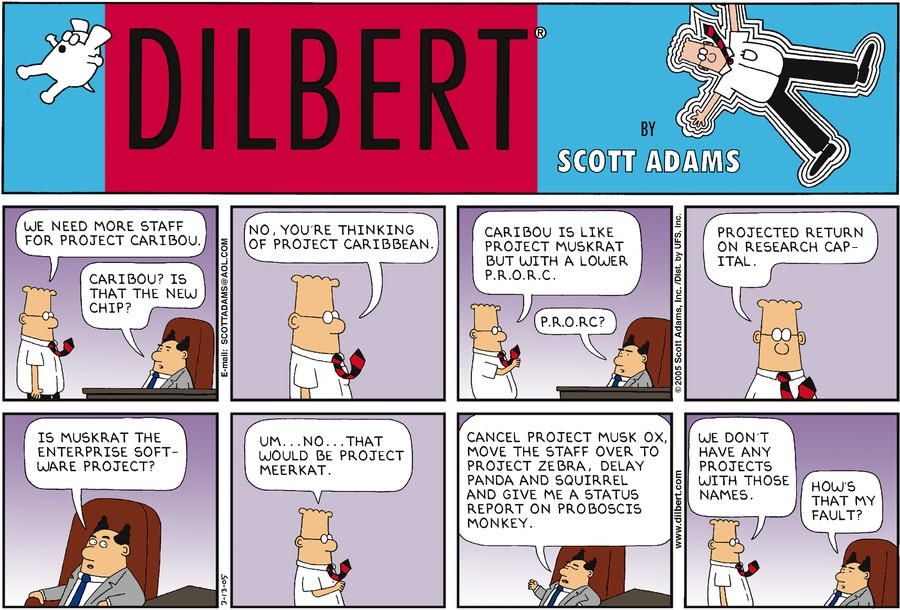 DILBERT®
BY
SCOTT ADAMS
WE NEED MORE STAFF
FOR PROJECT CARIBOU.
CARIBOU? IS
THAT THE NEW
CHIP?
E-mail: SCOTTADAMS@AOL.COM
NO, YOU'RE THINKING
OF PROJECT CARIBBEAN.
CARIBOU IS LIKE
PROJECT MUSKRAT
BUT WITH A LOWER
P.R.O.R.C.
P.R.O.RC?
© 2005 Scott Adams, Inc. /Dist. by UFS, Inc.
PROJECTED RETURN
ON RESEARCH CAP-
ITAL.
IS MUSKRAT THE
ENTERPRISE SOFT-
WARE PROJECT?
3-13-05
UM...NO...THAT
WOULD BE PROJECT
MEERKAT.
CANCEL PROJECT MUSK OX,
MOVE THE STAFF OVER TO
PROJECT ZEBRA, DELAY
PANDA AND SQUIRREL
AND GIVE ME A STATUS
REPORT ON PROBOSCIS
MONKEY.
www.dilbert.com
WE DON'T
HAVE ANY
PROJECTS
WITH THOSE
NAMES.
HOW'S
THAT MY
FAULT?